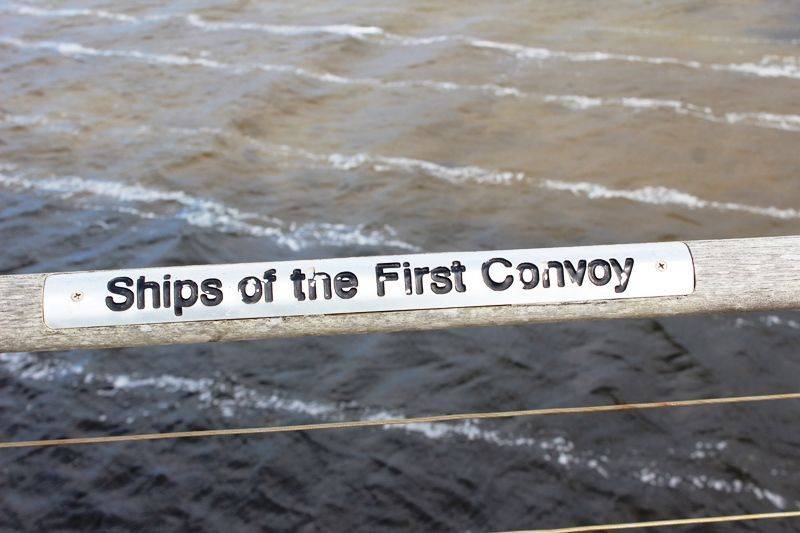 Ships of the First Convoy